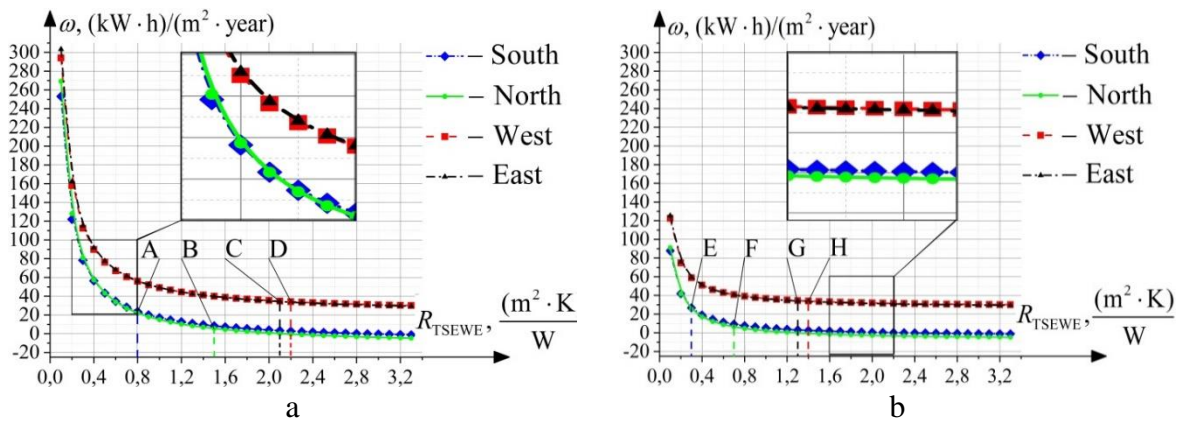 ω, (kW · h)/(m² · year)
300
280
260
240
220
200
180
160
140
120
100
80
60
40
20
0
-20
0,0 0,4 0,8 1,2 1,6 2,0 2,4 2,8 3,2
– South
– North
– West
– East
A B C D
R_TSEWE, (m² · K)
W
a
ω, (kW · h)/(m² · year)
300
280
260
240
220
200
180
160
140
120
100
80
60
40
20
0
-20
0,0 0,4 0,8 1,2 1,6 2,0 2,4 2,8 3,2
– South
– North
– West
– East
E F G H
R_TSEWE, (m² · K)
W
b